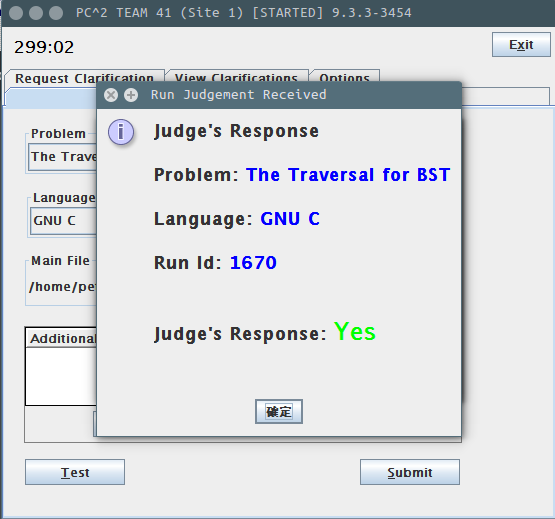 PC^2 TEAM 41 (Site 1) [STARTED] 9.3.3-3454
299:02
Exit
Request Clarification
View Clarifications
Options
Run Judgement Received
Judge's Response
Problem: The Traversal for BST
Language: GNU C
Run Id: 1670
Judge's Response: Yes
確定
Problem
The Trave
Language
GNU C
Main File
/home/pe
Additional
Test
Submit